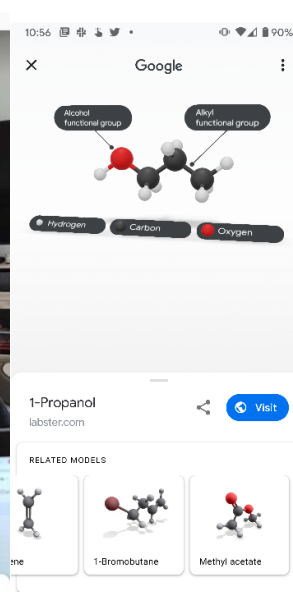 10:56
90%
Google
Alcohol
functional group
Alkyl
functional group
Hydrogen
Carbon
Oxygen
1-Propanol
labster.com
Visit
RELATED MODELS
ene
1-Bromobutane
Methyl acetate